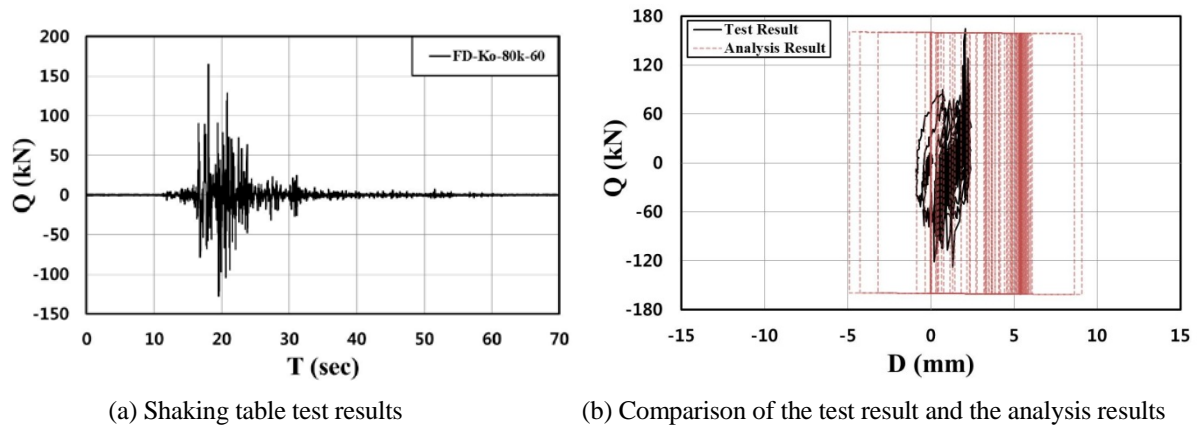 200
150
100
50
0
-50
-100
-150
Q (kN)
FD-Ko-80k-60
0 10 20 30 40 50 60 70
T (sec)
(a) Shaking table test results
180
120
60
0
-60
-120
-180
Q (kN)
Test Result
Analysis Result
-15 -10 -5 0 5 10 15
D (mm)
(b) Comparison of the test result and the analysis results